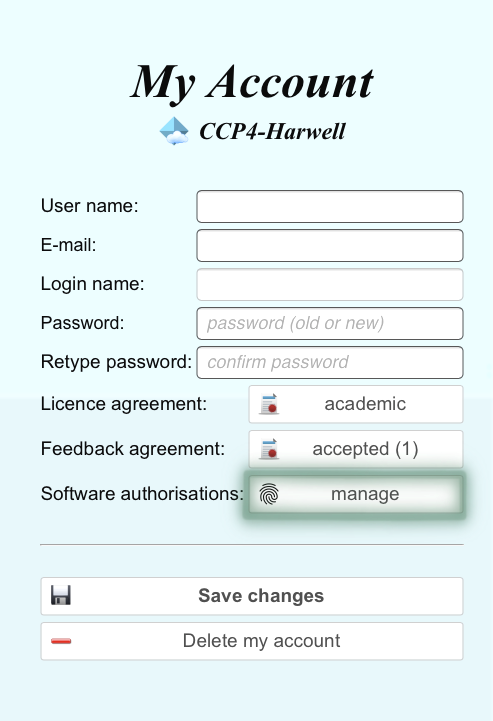 My Account
CCP4-Harwell
User name:
E-mail:
Login name:
Password: password (old or new)
Retype password: confirm password
Licence agreement: academic
Feedback agreement: accepted (1)
Software authorisations: manage
Save changes
Delete my account